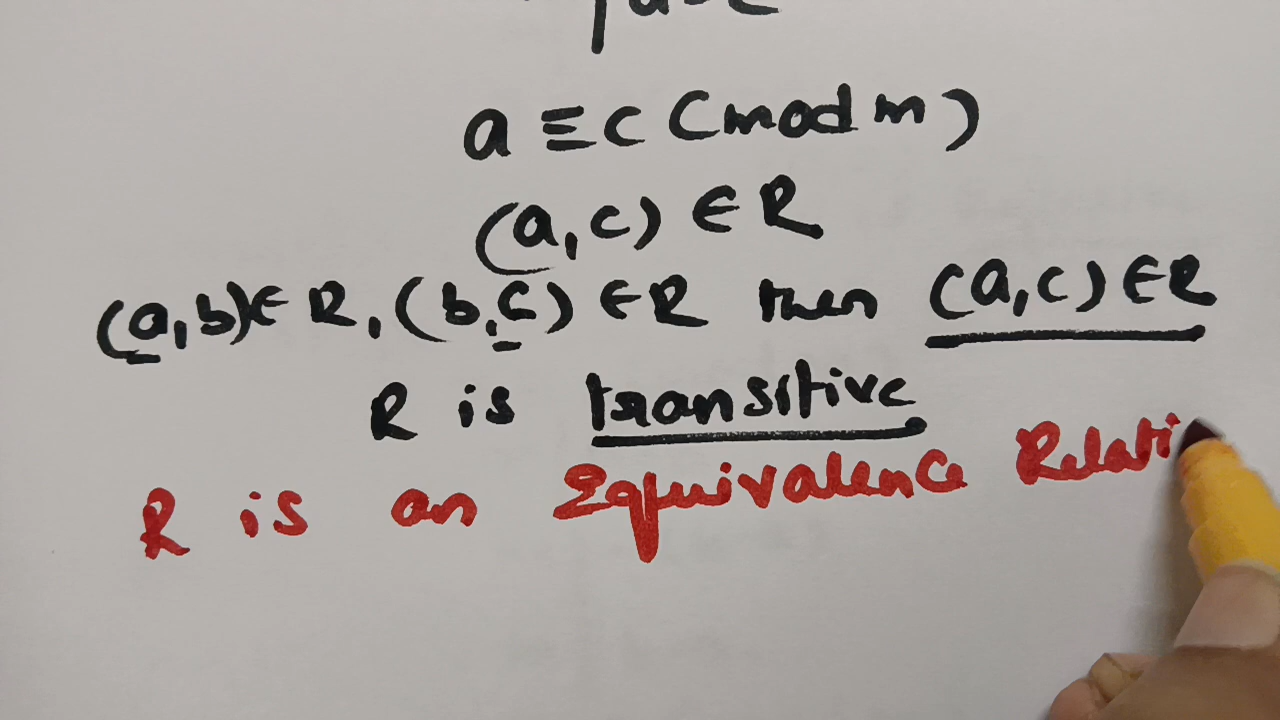 a ≡ c (mod m)
(a,c) ∈ R
(a,b) ∈ R, (b,c) ∈ R then (a,c) ∈ R
R is transitive
R is an Equivalence Relati